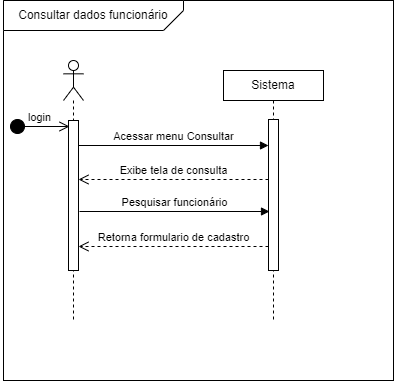 Consultar dados funcionário
Sistema
login
Acessar menu Consultar
Exibe tela de consulta
Pesquisar funcionário
Retorna formulario de cadastro